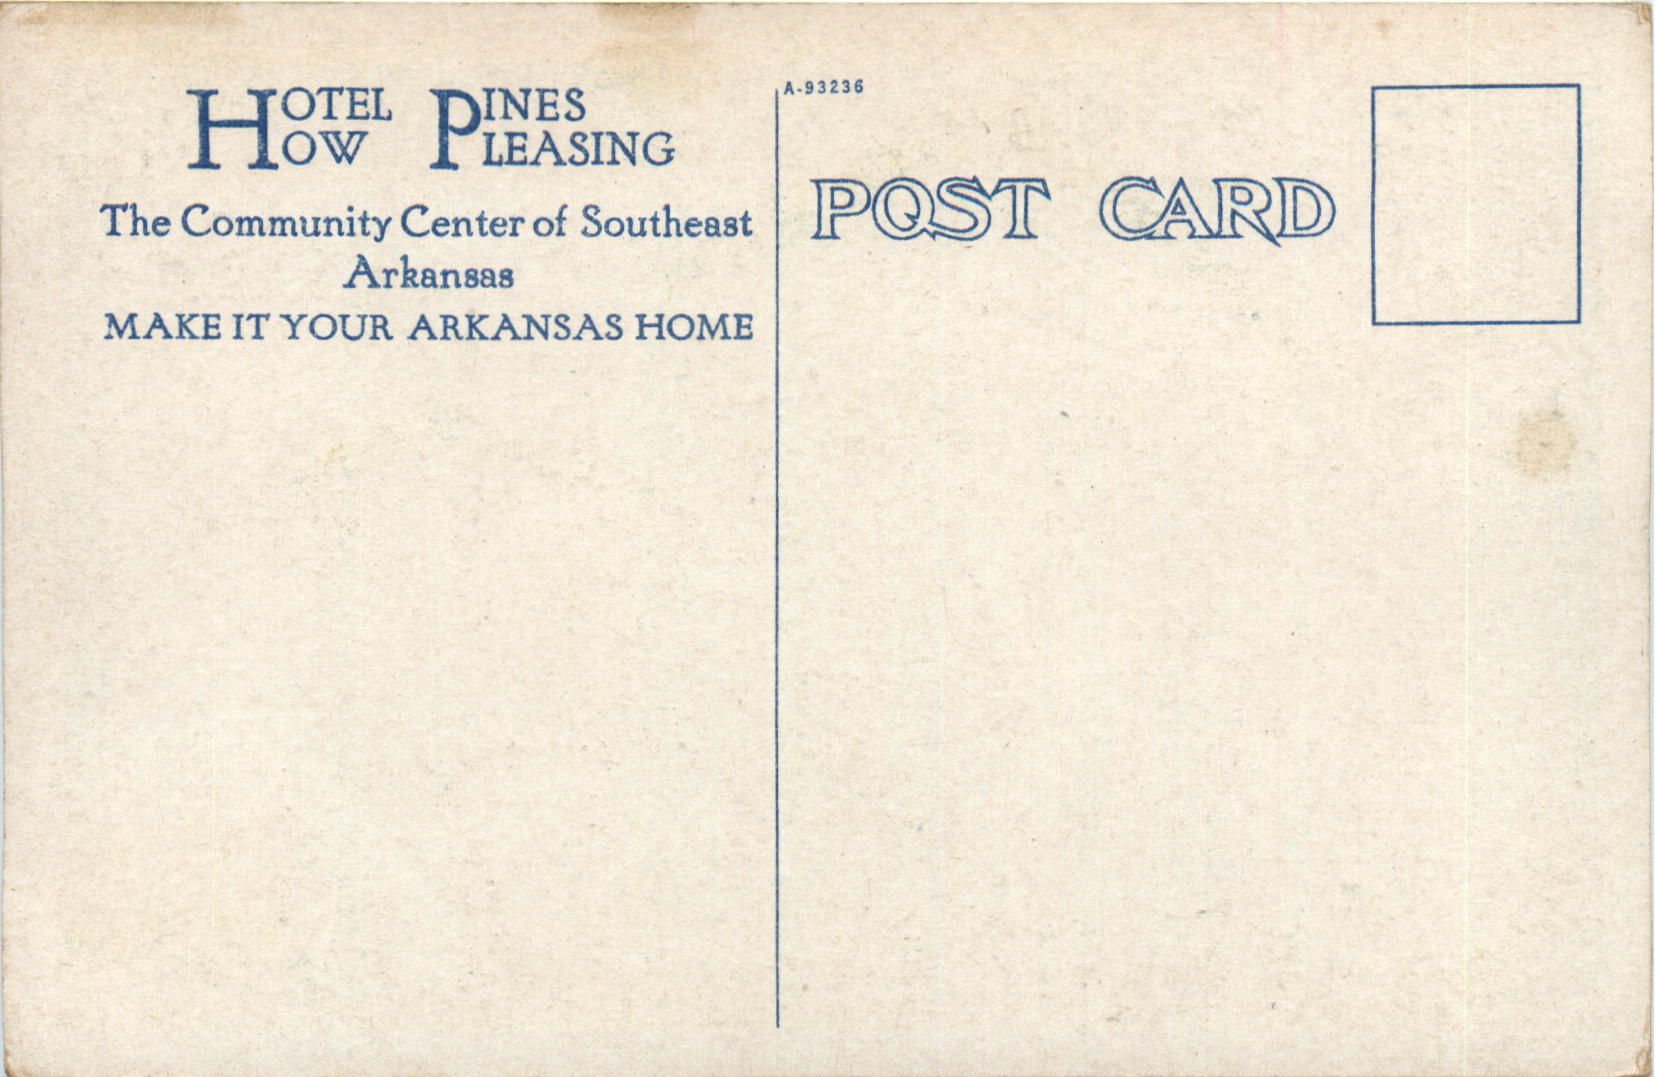 HOTEL PINES
HOW PLEASING
The Community Center of Southeast
Arkansas
MAKE IT YOUR ARKANSAS HOME
A-93236
POST CARD